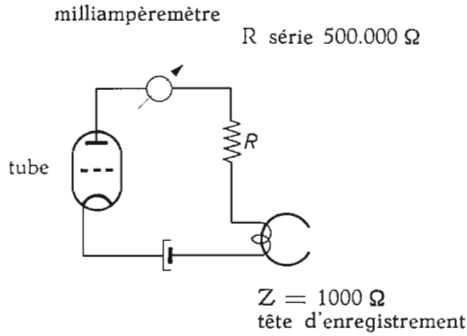 milliampèremètre
R série 500.000 Ω
R
tube
Z = 1000 Ω
tête d'enregistrement